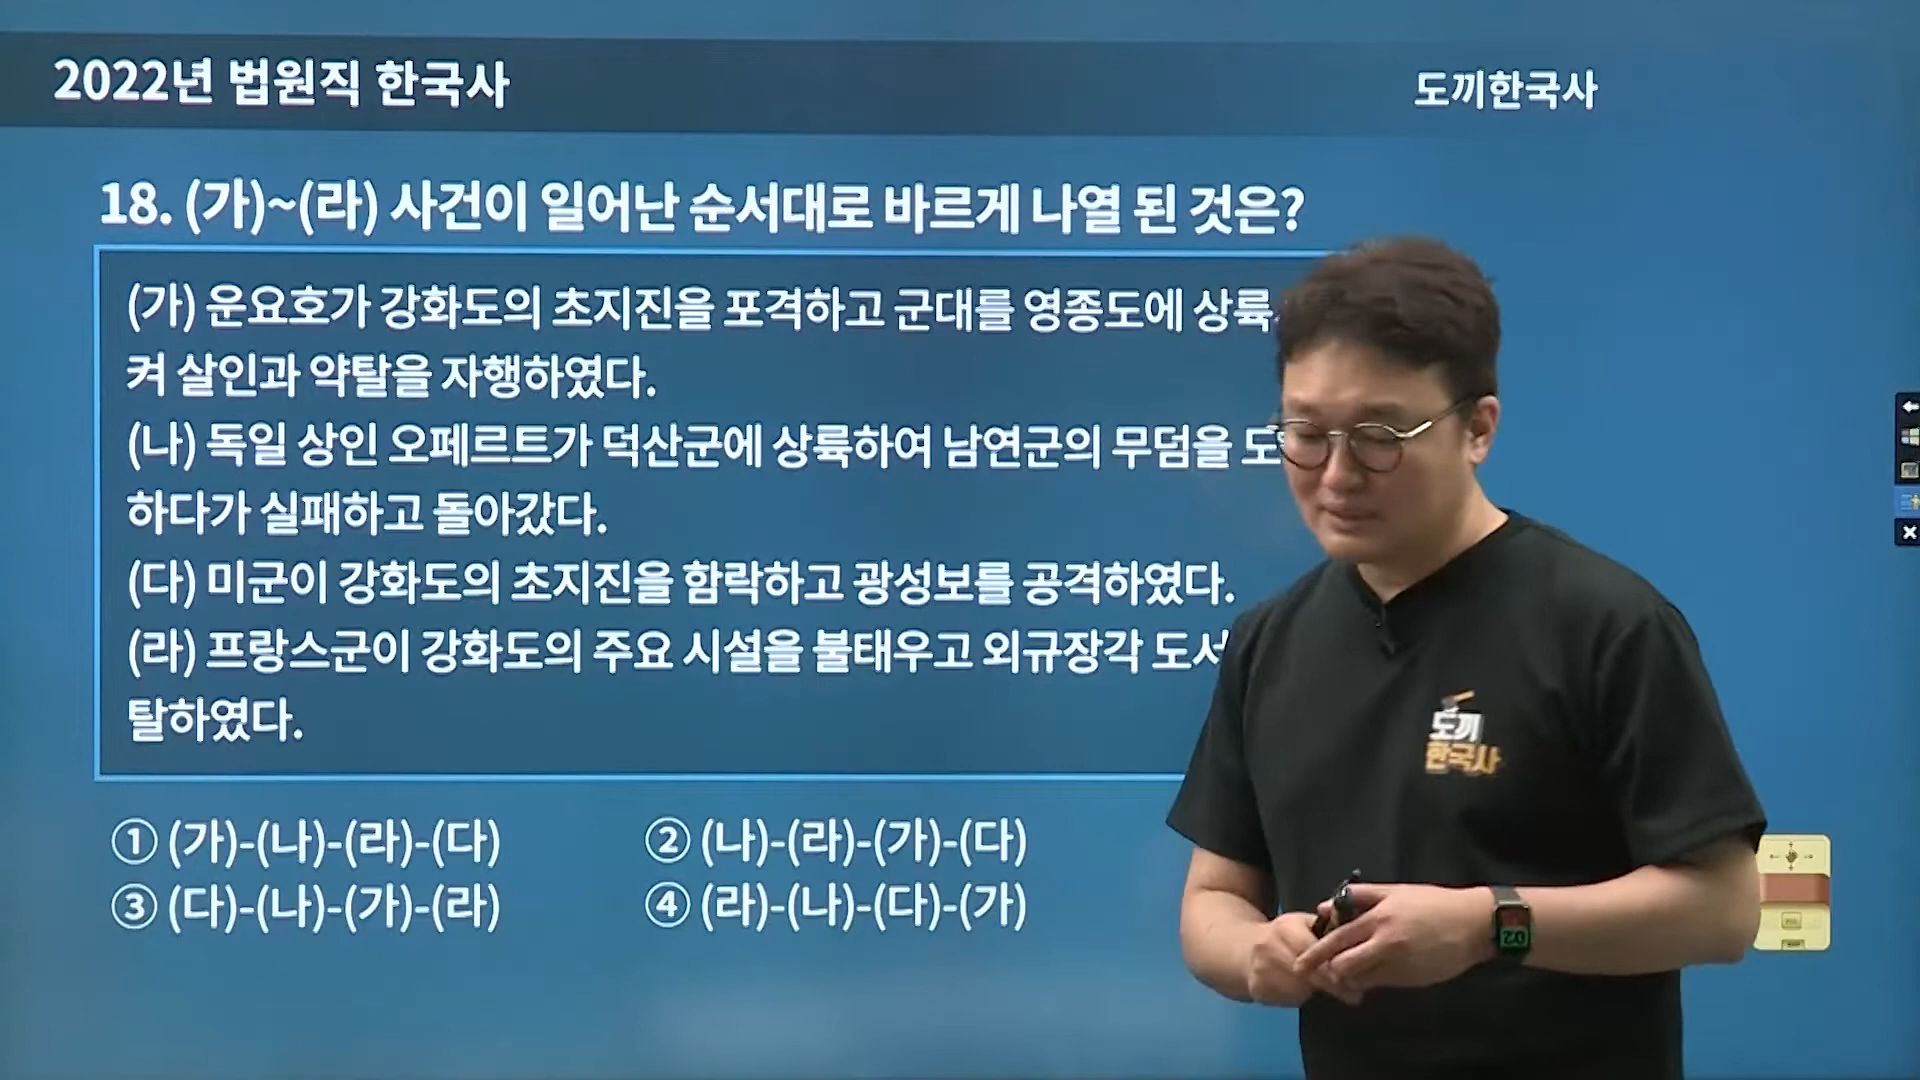 2022년 법원직 한국사
도끼한국사
18. (가)~(라) 사건이 일어난 순서대로 바르게 나열 된 것은?
(가) 운요호가 강화도의 초지진을 포격하고 군대를 영종도에 상륙
켜 살인과 약탈을 자행하였다.
(나) 독일 상인 오페르트가 덕산군에 상륙하여 남연군의 무덤을
하다가 실패하고 돌아갔다.
(다) 미군이 강화도의 초지진을 함락하고 광성보를 공격하였다.
(라) 프랑스군이 강화도의 주요 시설을 불태우고 외규장각 도서
탈하였다.
① (가)-(나)-(라)-(다)
② (나)-(라)-(가)-(다)
③ (다)-(나)-(가)-(라)
④ (라)-(나)-(다)-(가)
도끼
한국사